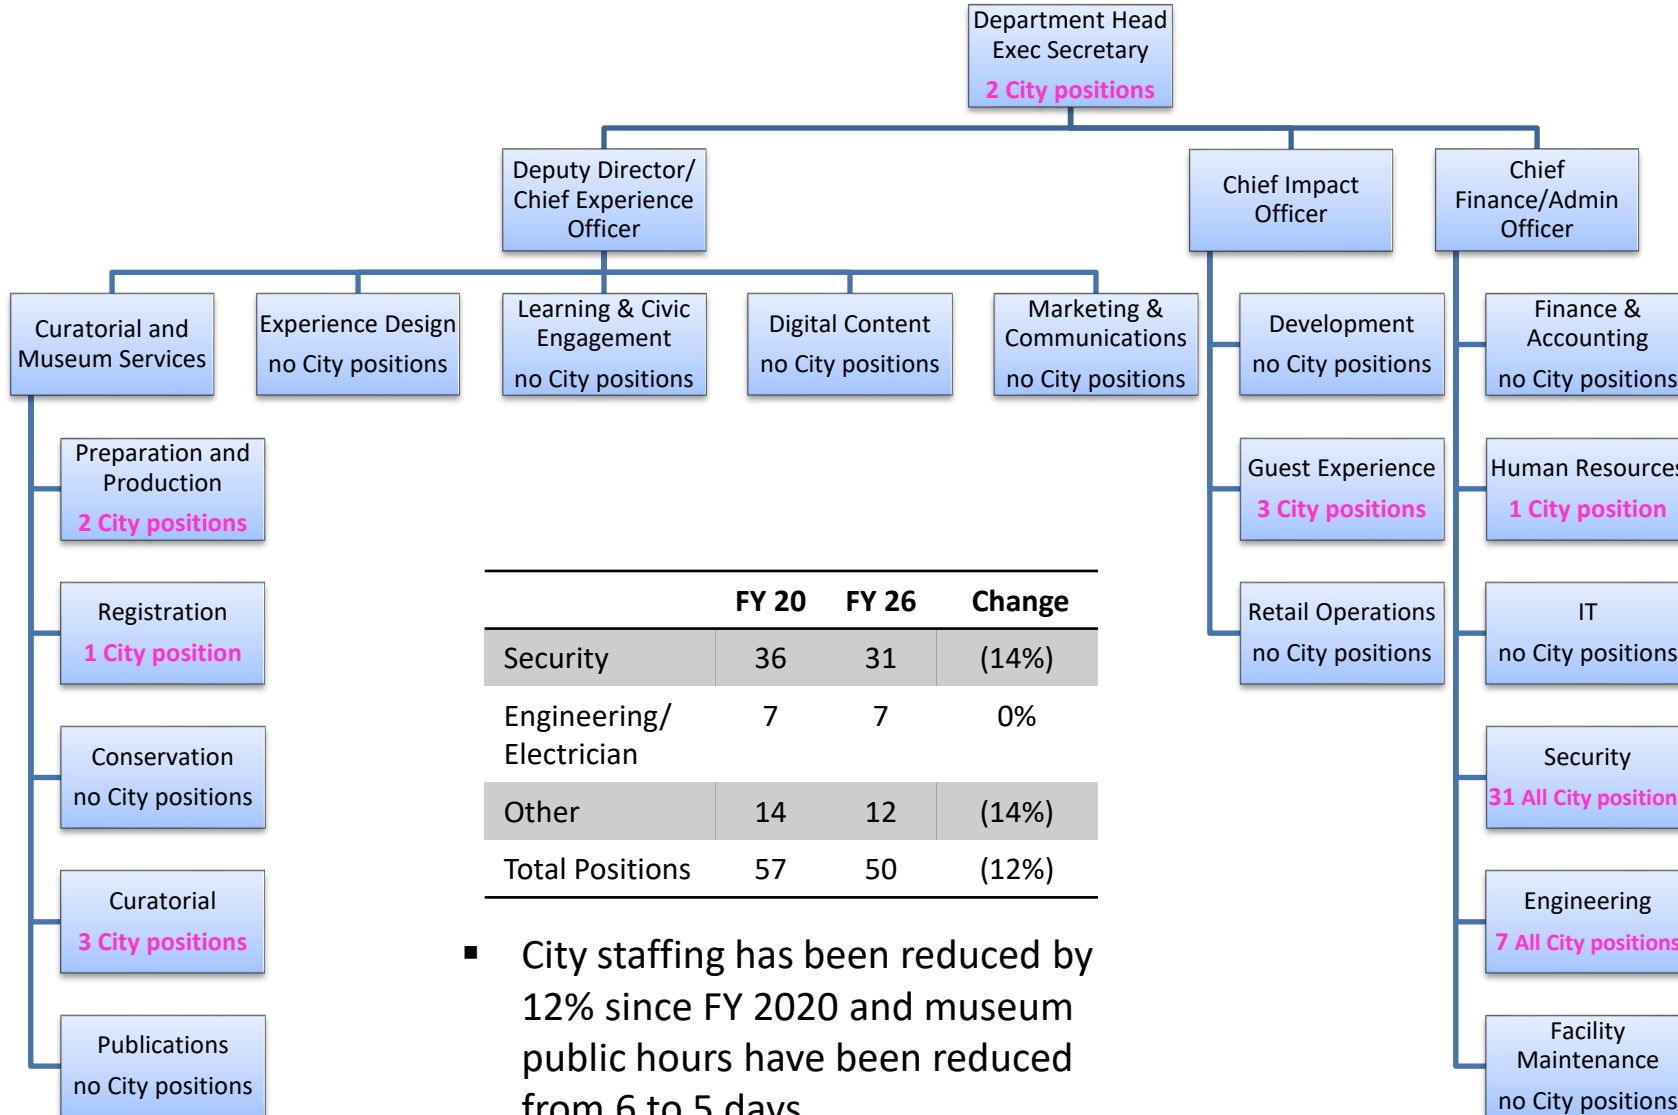 Department Head
Exec Secretary
2 City positions
Deputy Director/
Chief Experience
Officer
Chief Impact
Officer
Chief
Finance/Admin
Officer
Curatorial and
Museum Services
Experience Design
no City positions
Learning & Civic
Engagement
no City positions
Digital Content
no City positions
Marketing &
Communications
no City positions
Development
no City positions
Finance &
Accounting
no City positions
Preparation and
Production
2 City positions
Guest Experience
3 City positions
Human Resources
1 City position
Registration
1 City position
Retail Operations
no City positions
IT
no City positions
Conservation
no City positions
Security
31 All City position
Curatorial
3 City positions
Engineering
7 All City positions
Publications
no City positions
Facility
Maintenance
no City positions
FY 20 FY 26 Change
Security 36 31 (14%)
Engineering/ 7 7 0%
Electrician
Other 14 12 (14%)
Total Positions 57 50 (12%)
▪ City staffing has been reduced by
12% since FY 2020 and museum
public hours have been reduced
from 6 to 5 days